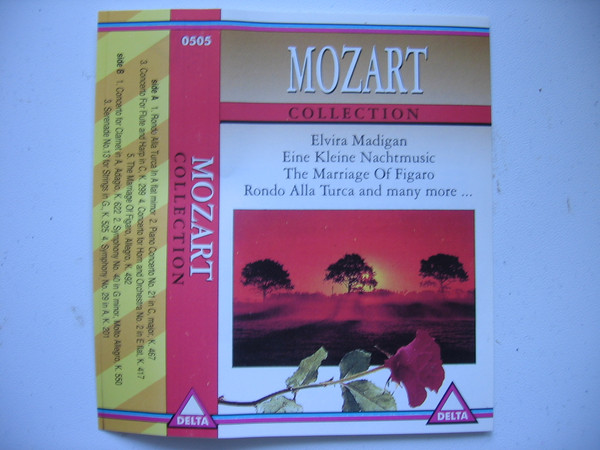 side A 1. Rondo Alla Turca In A flat mimor 2. Piano Concerto No. 21 in C, major, K. 467
3. Concerto For Flute and Harp in C, K. 299 4. Concerto for Horn and Orchestra No. 2 in E flat, K. 417
5. The Marriage Of Figaro, Allegro, K. 492
side B 1. Concerto for Clarinet in A, Adagio, K. 622 2. Symphony No. 40 in G minor, Molto Allegro, K. 550
3. Serenade No. 13 for Strings in G, K. 525 4. Symphony No. 29 in A, K. 201
0505
MOZART
COLLECTION
DELTA
MOZART
COLLECTION
Elvira Madigan
Eine Kleine Nachtmusic
The Marriage Of Figaro
Rondo Alla Turca and many more ...
DELTA